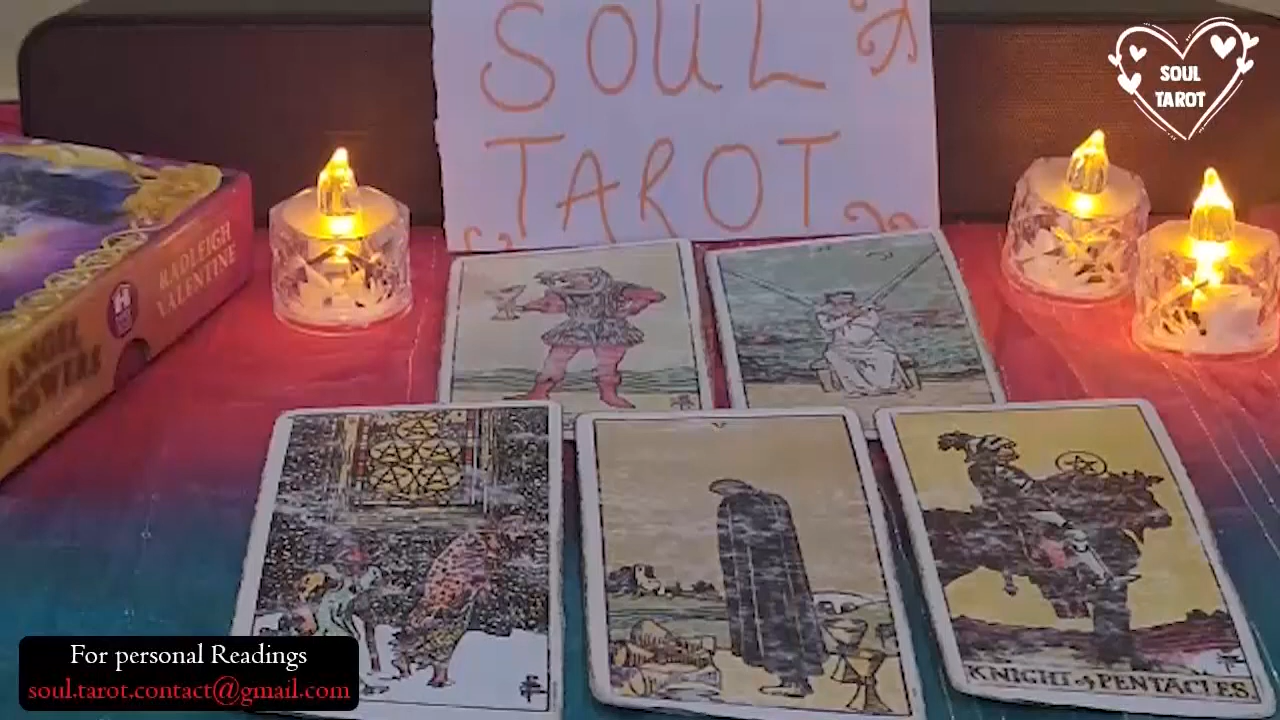 SOUL
TAROT
SOUL
TAROT
RADLEIGH
VALENTINE
ANGEL
ANSWERS
V
KNIGHT of PENTACLES.
For personal Readings
soul.tarot.contact@gmail.com